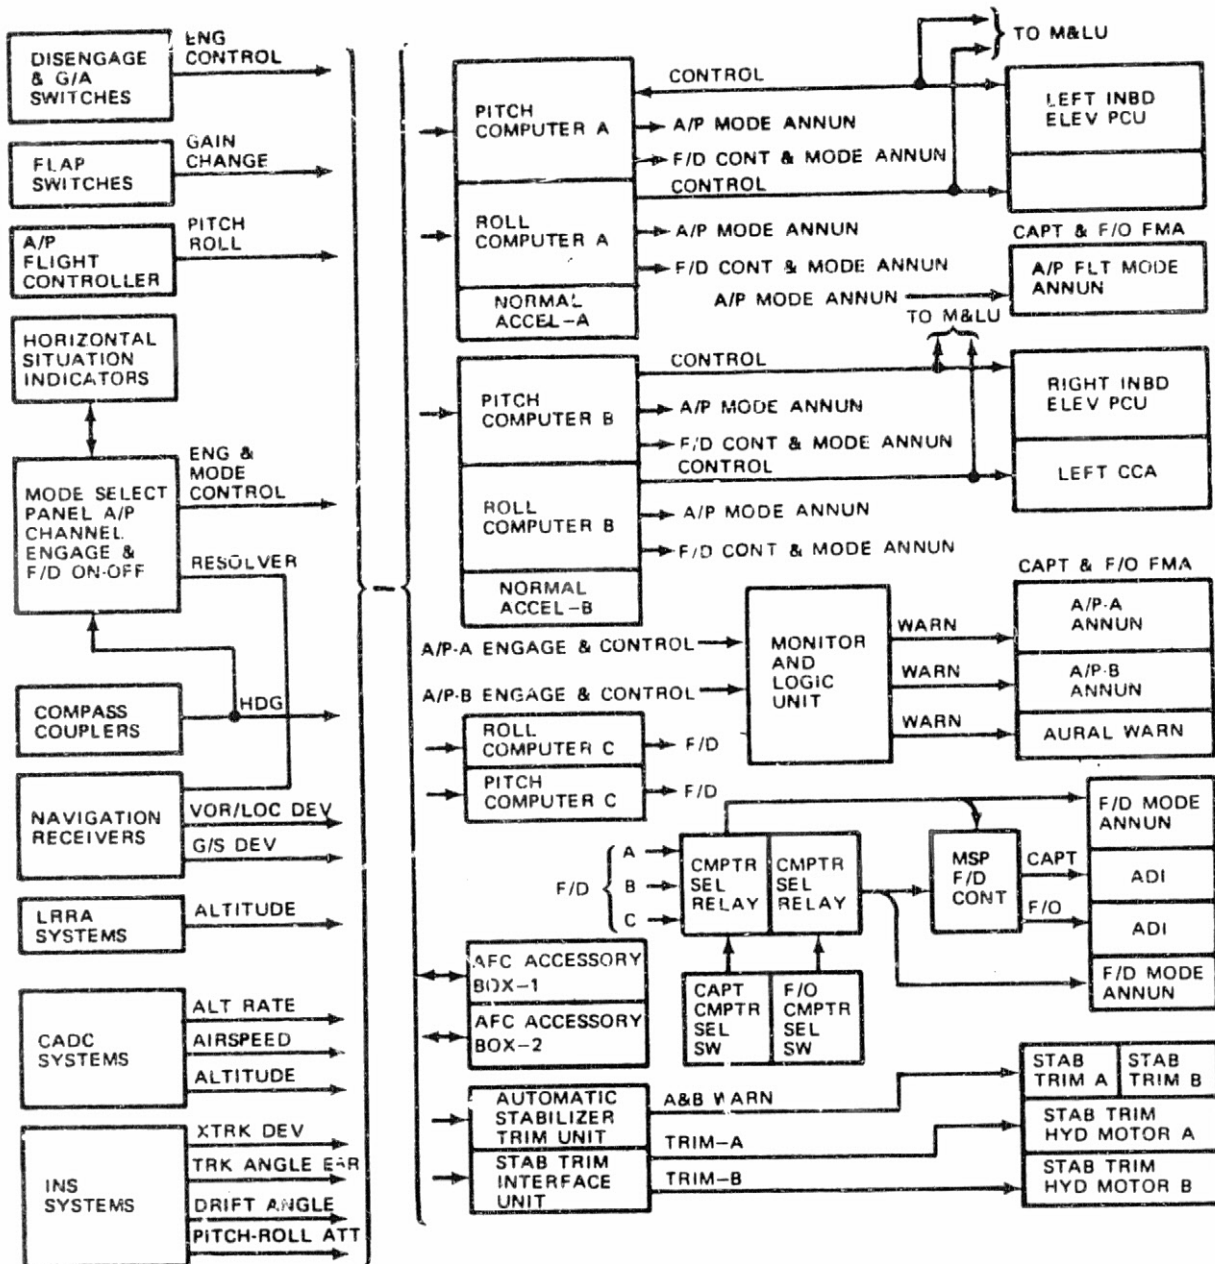 DISENGAGE
& G/A
SWITCHES
ENG
CONTROL
FLAP
SWITCHES
GAIN
CHANGE
A/P
FLIGHT
CONTROLLER
PITCH
ROLL
HORIZONTAL
SITUATION
INDICATORS
MODE SELECT
PANEL A/P
CHANNEL
ENGAGE &
F/D ON-OFF
ENG &
MODE
CONTROL
RESOLVER
COMPASS
COUPLERS
HDG
NAVIGATION
RECEIVERS
VOR/LOC DEV
G/S DEV
LRRA
SYSTEMS
ALTITUDE
CADC
SYSTEMS
ALT RATE
AIRSPEED
ALTITUDE
INS
SYSTEMS
XTRK DEV
TRK ANGLE
DRIFT ANGLE
PITCH-ROLL ATT
PITCH
COMPUTER A
CONTROL
A/P MODE ANNUN
F/D CONT & MODE ANNUN
CONTROL
ROLL
COMPUTER A
A/P MODE ANNUN
F/D CONT & MODE ANNUN
NORMAL
ACCEL-A
TO M&LU
LEFT INBD
ELEV PCU
CAPT & F/O FMA
A/P MODE ANNUN
A/P FLT MODE
ANNUN
TO M&LU
PITCH
COMPUTER B
CONTROL
A/P MODE ANNUN
F/D CONT & MODE ANNUN
CONTROL
ROLL
COMPUTER B
A/P MODE ANNUN
F/D CONT & MODE ANNUN
NORMAL
ACCEL-B
RIGHT INBD
ELEV PCU
LEFT CCA
A/P-A ENGAGE & CONTROL
A/P-B ENGAGE & CONTROL
MONITOR
AND
LOGIC
UNIT
WARN
WARN
WARN
CAPT & F/O FMA
A/P-A
ANNUN
A/P-B
ANNUN
AURAL WARN
ROLL
COMPUTER C
F/D
PITCH
COMPUTER C
F/D
F/D
A
B
C
CMPTR
SEL
RELAY
CMPTR
SEL
RELAY
MSP
F/D
CONT
CAPT
F/O
F/D MODE
ANNUN
ADI
ADI
F/D MODE
ANNUN
AFC ACCESSORY
BOX-1
AFC ACCESSORY
BOX-2
CAPT
CMPTR
SEL
SW
F/O
CMPTR
SEL
SW
AUTOMATIC
STABILIZER
TRIM UNIT
STAB TRIM
INTERFACE
UNIT
A&B WARN
TRIM-A
TRIM-B
STAB
TRIM A
STAB
TRIM B
STAB TRIM
HYD MOTOR A
STAB TRIM
HYD MOTOR B